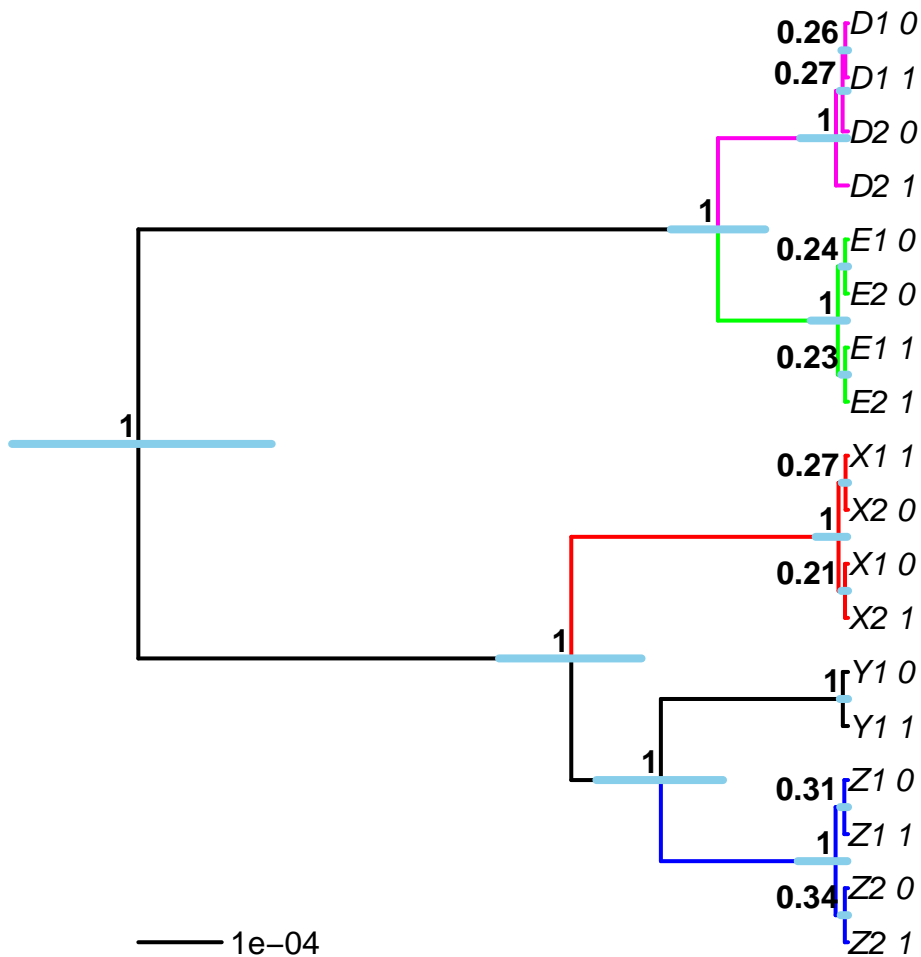 0.26
D1 0
0.27
D1 1
1
D2 0
D2 1
1
E1 0
0.24
E2 0
1
E1 1
0.23
E2 1
1
X1 1
0.27
X2 0
1
X1 0
0.21
X2 1
1
Y1 0
1
Y1 1
1
Z1 0
0.31
Z1 1
1
Z2 0
0.34
Z2 1
1e−04